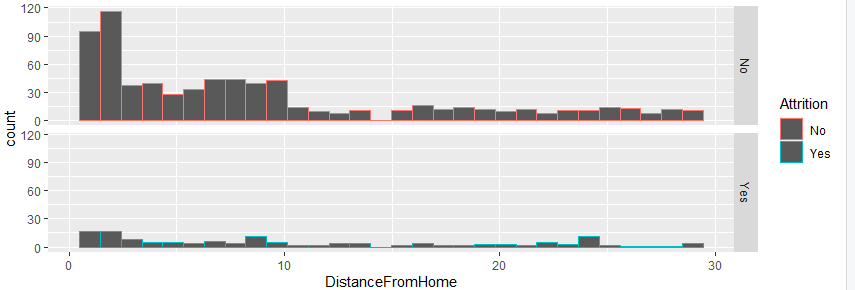 120
90
60
30
0
No
120
90
60
30
0
Yes
count
0
10
20
30
DistanceFromHome
Attrition
No
Yes